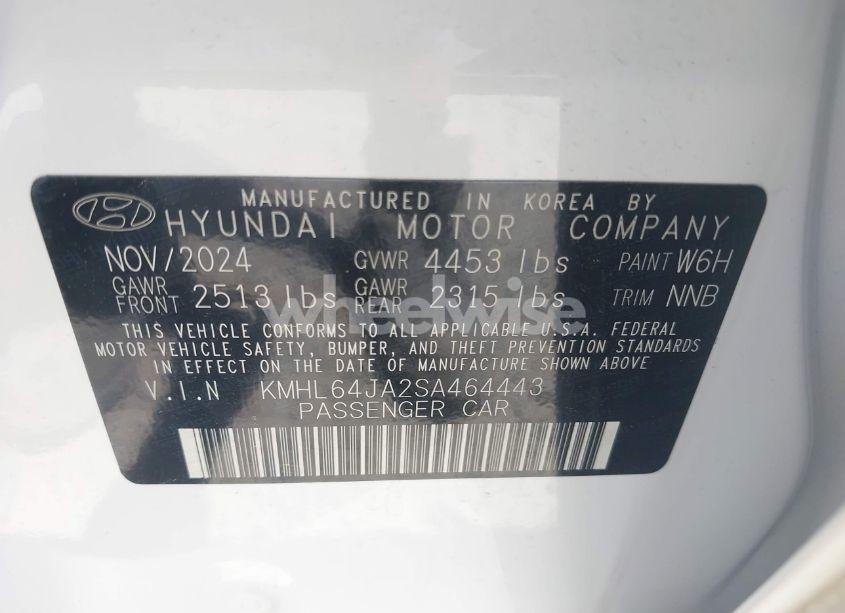 MANUFACTURED IN KOREA BY
HYUNDAI MOTOR COMPANY
NOV/2024 GVWR 4453 lbs PAINT W6H
GAWR FRONT 2513 lbs GAWR REAR 2315 lbs TRIM NNB
wheelwise
THIS VEHICLE CONFORMS TO ALL APPLICABLE U.S.A. FEDERAL
MOTOR VEHICLE SAFETY, BUMPER, AND THEFT PREVENTION STANDARDS
IN EFFECT ON THE DATE OF MANUFACTURE SHOWN ABOVE
V.I.N KMHL64JA2SA464443
PASSENGER CAR